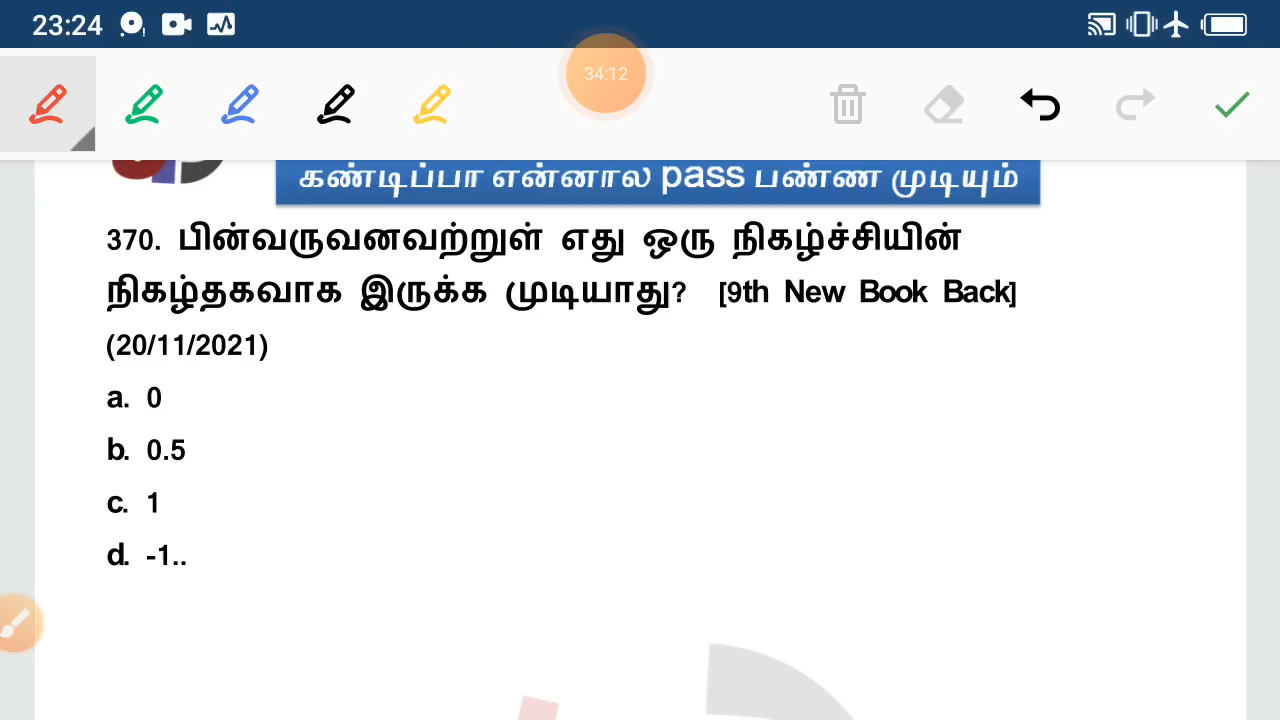 23:24
34:12
கண்டிப்பா என்னால pass பண்ண முடியும்
370. பின்வருவனவற்றுள் எது ஒரு நிகழ்ச்சியின்
நிகழ்தகவாக இருக்க முடியாது? [9th New Book Back]
(20/11/2021)
a. 0
b. 0.5
c. 1
d. -1..